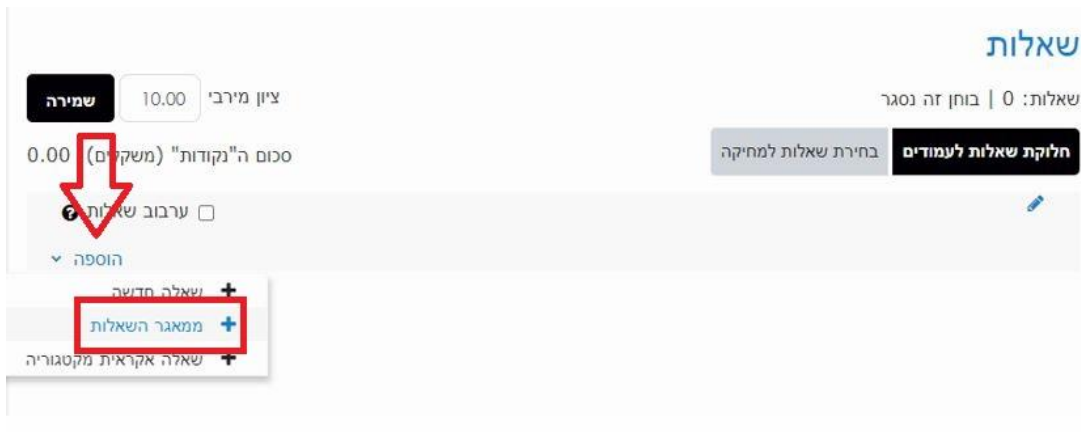 שאלות
שאלות: 0 | בוחן זה נסגר
ציון מירבי 10.00 שמירה
חלוקת שאלות לעמודים בחירת שאלות למחיקה
סכום ה"נקודות" (משקלים) 0.00
ערבוב שאלות
הוספה
שאלה חדשה
ממאגר השאלות
שאלה אקראית מקטגוריה